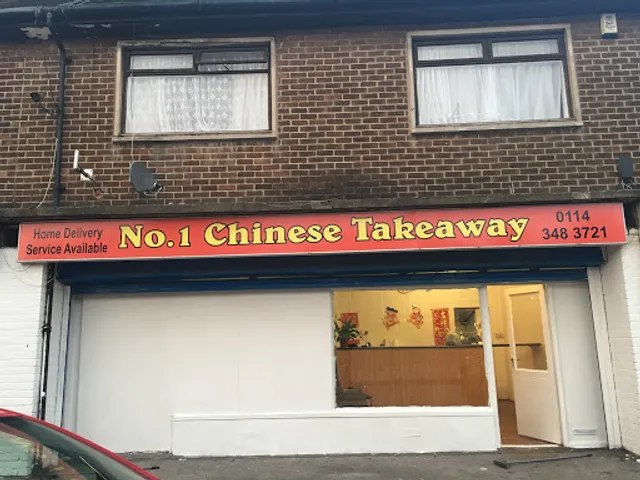 Home Delivery
Service Available
No.1 Chinese Takeaway
0114
348 3721